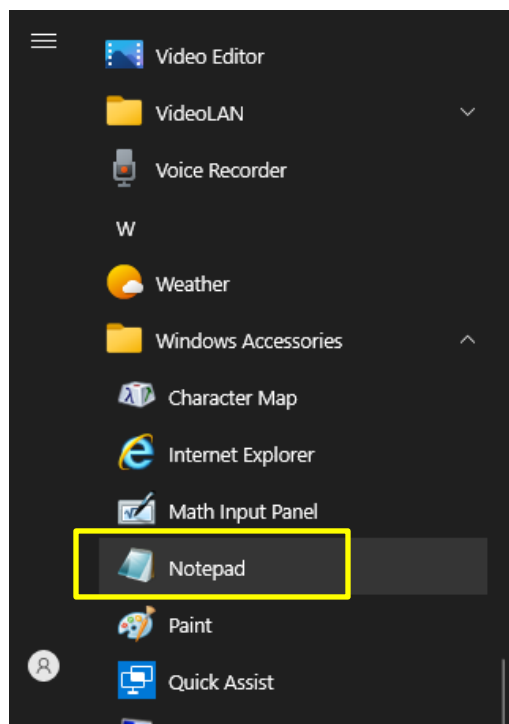 Video Editor
VideoLAN
Voice Recorder
W
Weather
Windows Accessories
Character Map
Internet Explorer
Math Input Panel
Notepad
Paint
Quick Assist